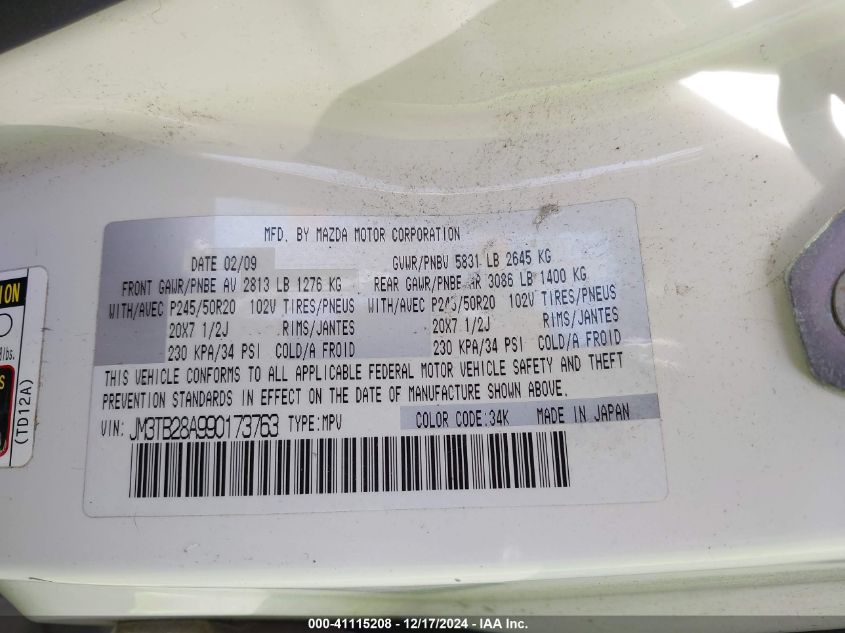 MFD. BY MAZDA MOTOR CORPORATION
DATE 02/09 GVWR/PNBV 5831 LB 2645 KG
FRONT GAWR/PNBE AV 2813 LB 1276 KG REAR GAWR/PNBE AR 3086 LB 1400 KG
WITH/AVEC P245/50R20 102V TIRES/PNEUS WITH/AVEC P245/50R20 102V TIRES/PNEUS
20X7 1/2J RIMS/JANTES 20X7 1/2J RIMS/JANTES
230 KPA/34 PSI COLD/A FROID 230 KPA/34 PSI COLD/A FROID
THIS VEHICLE CONFORMS TO ALL APPLICABLE FEDERAL MOTOR VEHICLE SAFETY AND THEFT
PREVENTION STANDARDS IN EFFECT ON THE DATE OF MANUFACTURE SHOWN ABOVE.
VIN: JM3TB28A990173763 TYPE:MPV COLOR CODE:34K MADE IN JAPAN
lbs.
(TD12A)
000-41115208 - 12/17/2024 - IAA Inc.